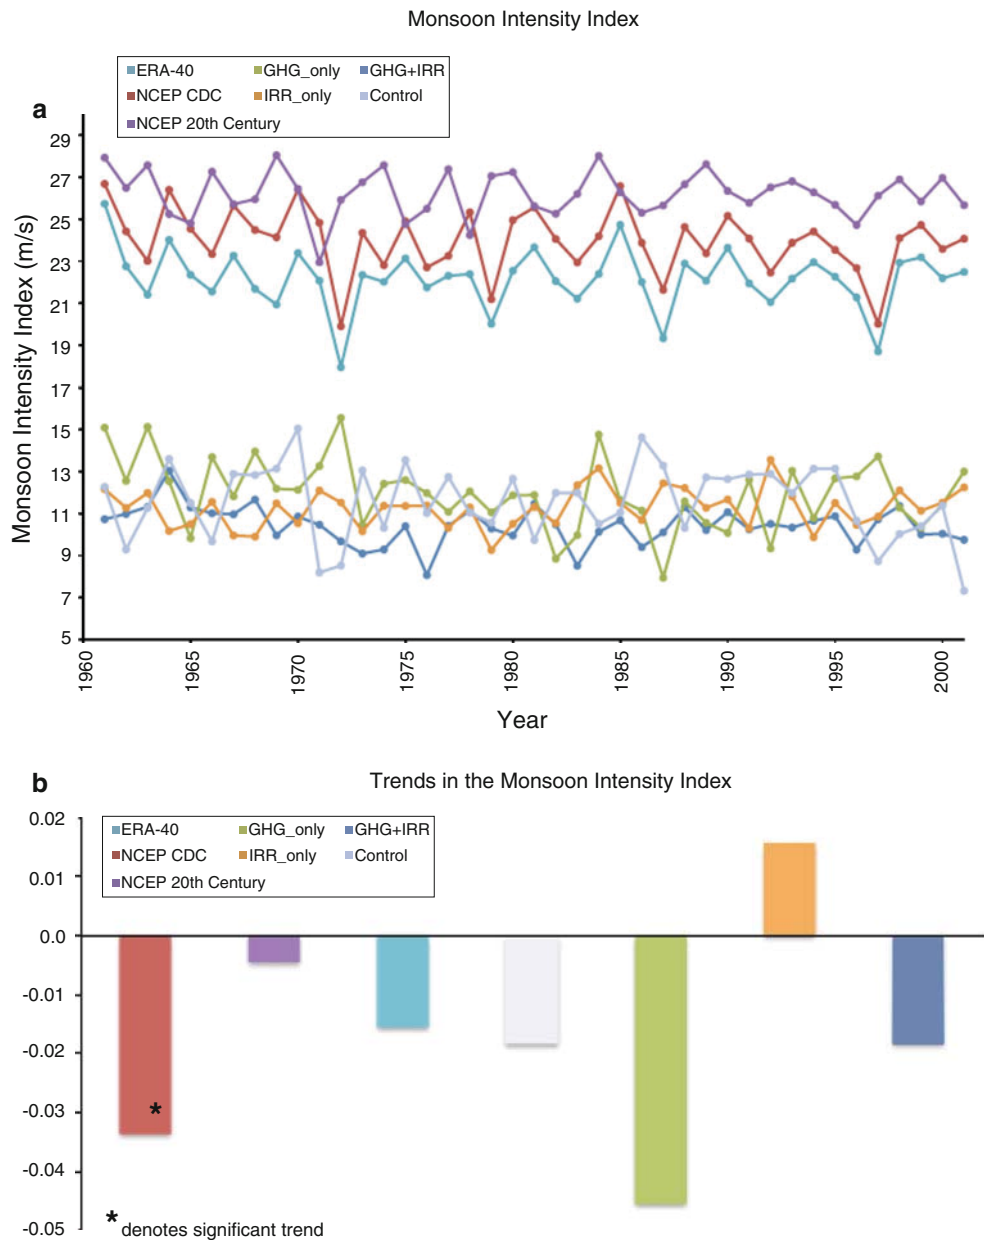 Monsoon Intensity Index
a
ERA-40 GHG_only GHG+IRR
NCEP CDC IRR_only Control
NCEP 20th Century
Monsoon Intensity Index (m/s)
29
27
25
23
21
19
17
15
13
11
9
7
5
1960 1965 1970 1975 1980 1985 1990 1995 2000
Year
b
Trends in the Monsoon Intensity Index
ERA-40 GHG_only GHG+IRR
NCEP CDC IRR_only Control
NCEP 20th Century
0.02
0.01
0.0
-0.01
-0.02
-0.03
-0.04
-0.05
*
* denotes significant trend